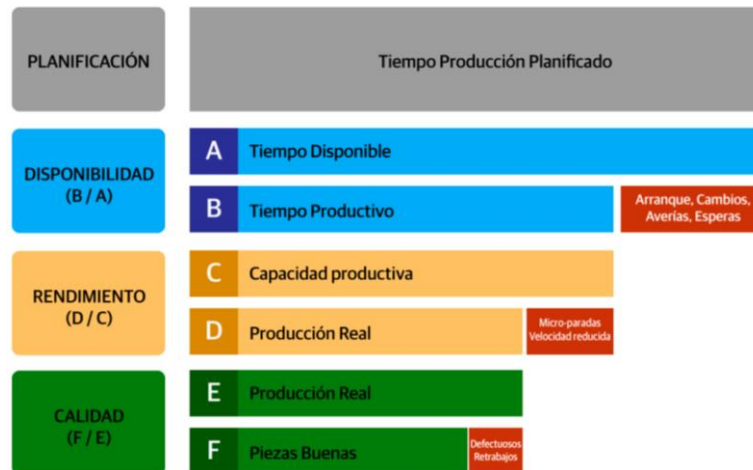 PLANIFICACIÓN
Tiempo Producción Planificado
DISPONIBILIDAD
(B / A)
A
Tiempo Disponible
B
Tiempo Productivo
Arranque, Cambios,
Averías, Esperas
RENDIMIENTO
(D / C)
C
Capacidad productiva
D
Producción Real
Micro-paradas
Velocidad reducida
CALIDAD
(F / E)
E
Producción Real
F
Piezas Buenas
Defectuosos
Retrabajos